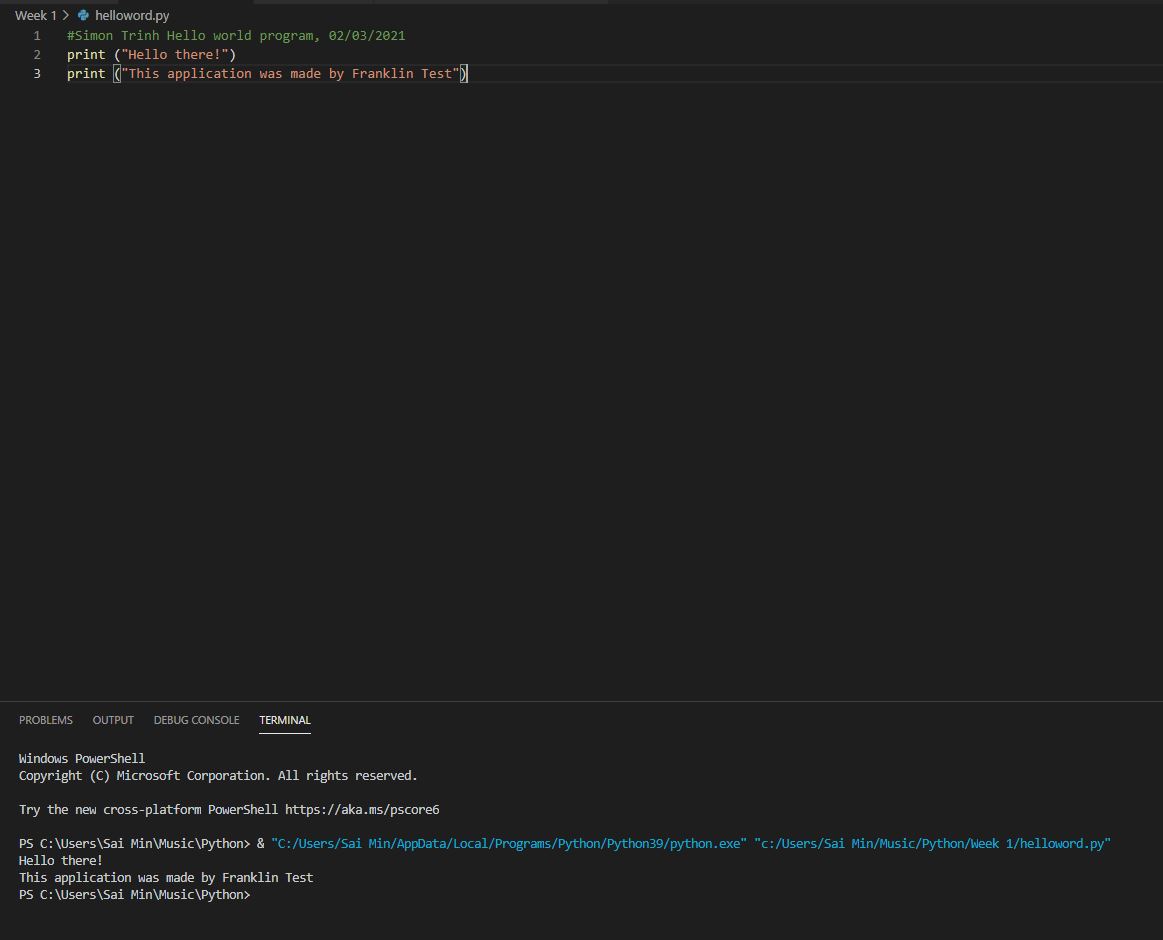 Week 1 > helloword.py
1 #Simon Trinh Hello world program, 02/03/2021
2 print ("Hello there!")
3 print ("This application was made by Franklin Test")
PROBLEMS OUTPUT DEBUG CONSOLE TERMINAL
Windows PowerShell
Copyright (C) Microsoft Corporation. All rights reserved.
Try the new cross-platform PowerShell https://aka.ms/pscore6
PS C:\Users\Sai Min\Music\Python> & "C:/Users/Sai Min/AppData/Local/Programs/Python/Python39/python.exe" "c:/Users/Sai Min/Music/Python/Week 1/helloword.py"
Hello there!
This application was made by Franklin Test
PS C:\Users\Sai Min\Music\Python>